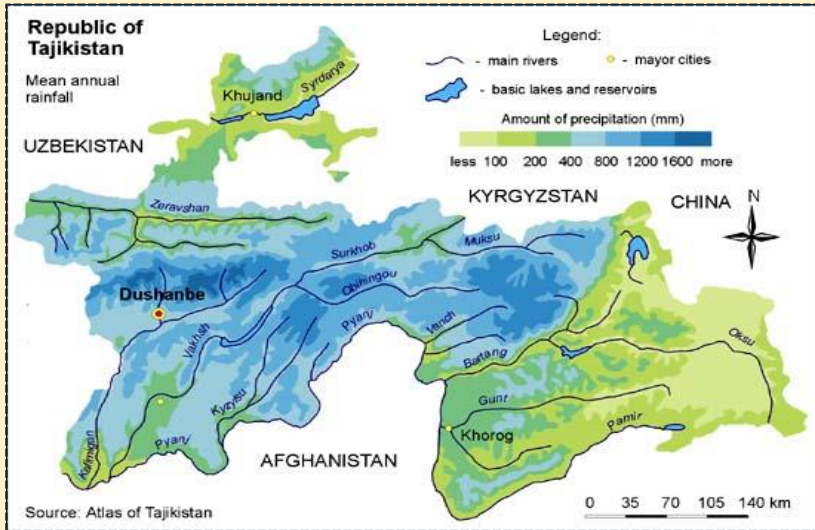 Republic of
Tajikistan
Mean annual
rainfall
Legend:
- main rivers
- mayor cities
- basic lakes and reservoirs
Amount of precipitation (mm)
less 100 200 400 800 1200 1600 more
Khujand
Syrdarya
UZBEKISTAN
KYRGYZSTAN
CHINA
N
Zeravshan
Surkhob
Muksu
Obihingou
Dushanbe
Vakhsh
Pyanj
Vanch
Bartang
Oksu
Kyzylsu
Gunt
Pyanj
Khorog
Pamir
AFGHANISTAN
Source: Atlas of Tajikistan
0 35 70 105 140 km